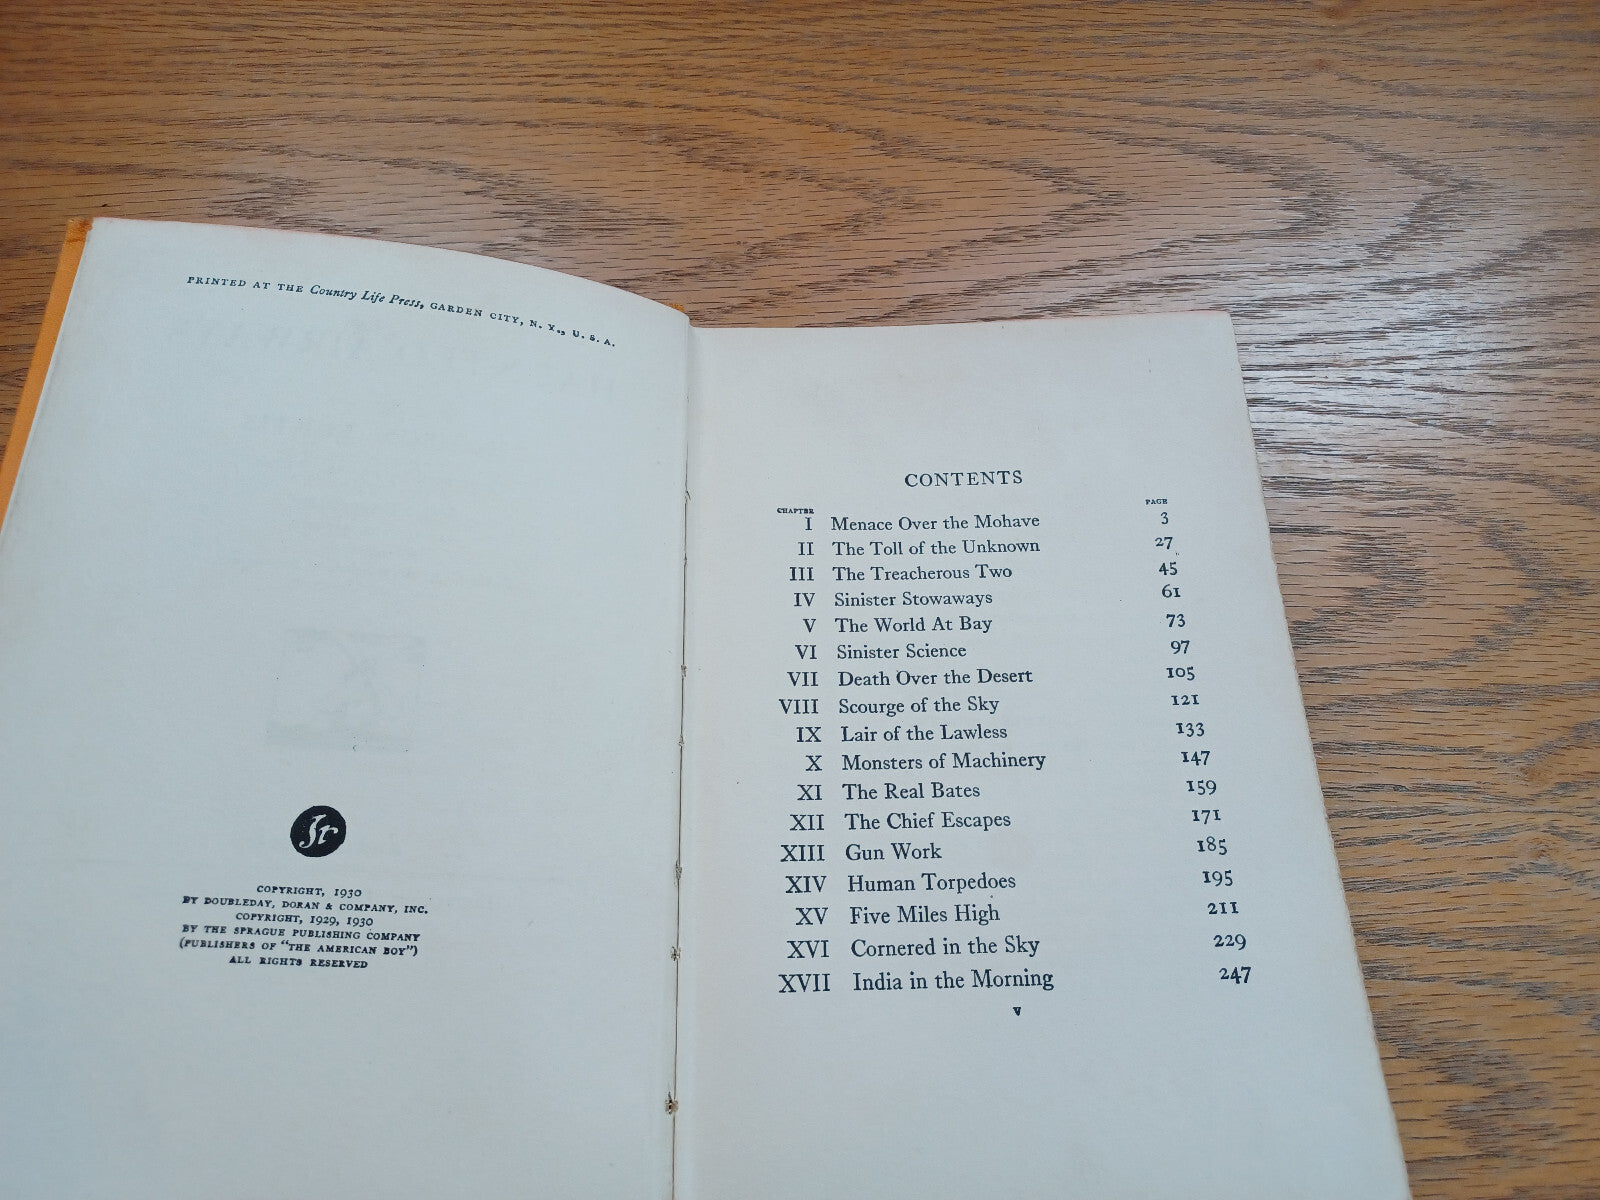 PRINTED AT THE Country Life Press, GARDEN CITY, N. Y., U. S. A.
Jr
COPYRIGHT, 1930
BY DOUBLEDAY, DORAN & COMPANY, INC.
COPYRIGHT, 1929, 1930
BY THE SPRAGUE PUBLISHING COMPANY
(PUBLISHERS OF "THE AMERICAN BOY")
ALL RIGHTS RESERVED
CONTENTS
CHAPTER PAGE
I Menace Over the Mohave 3
II The Toll of the Unknown 27
III The Treacherous Two 45
IV Sinister Stowaways 61
V The World At Bay 73
VI Sinister Science 97
VII Death Over the Desert 105
VIII Scourge of the Sky 121
IX Lair of the Lawless 133
X Monsters of Machinery 147
XI The Real Bates 159
XII The Chief Escapes 171
XIII Gun Work 185
XIV Human Torpedoes 195
XV Five Miles High 211
XVI Cornered in the Sky 229
XVII India in the Morning 247
v